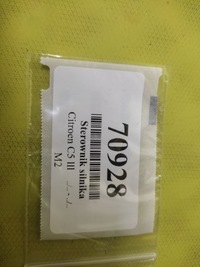 70928
Sterownik silnika
Citroen C5 III
M2